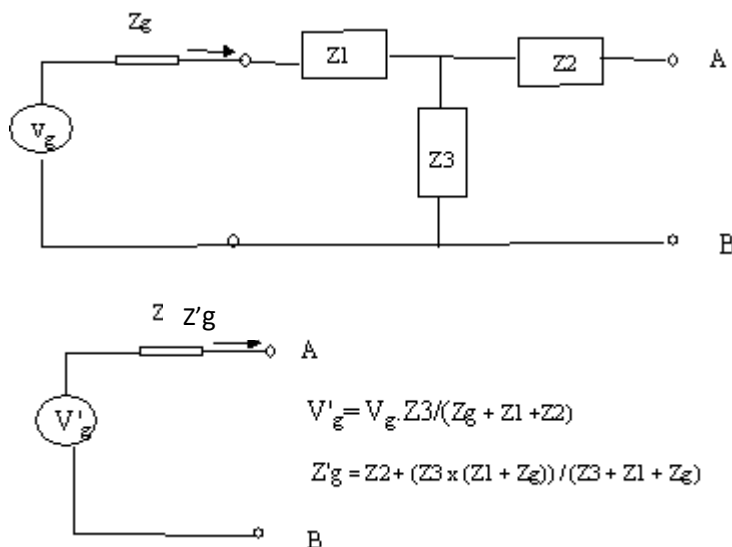 Zg
Z1
Z2
A
vg
Z3
B
Z Z'g
A
V'g
V'g = Vg.Z3/(Zg + Z1 +Z2)
Z'g = Z2+ (Z3 x (Z1 + Zg)) / (Z3 + Z1 + Zg)
B